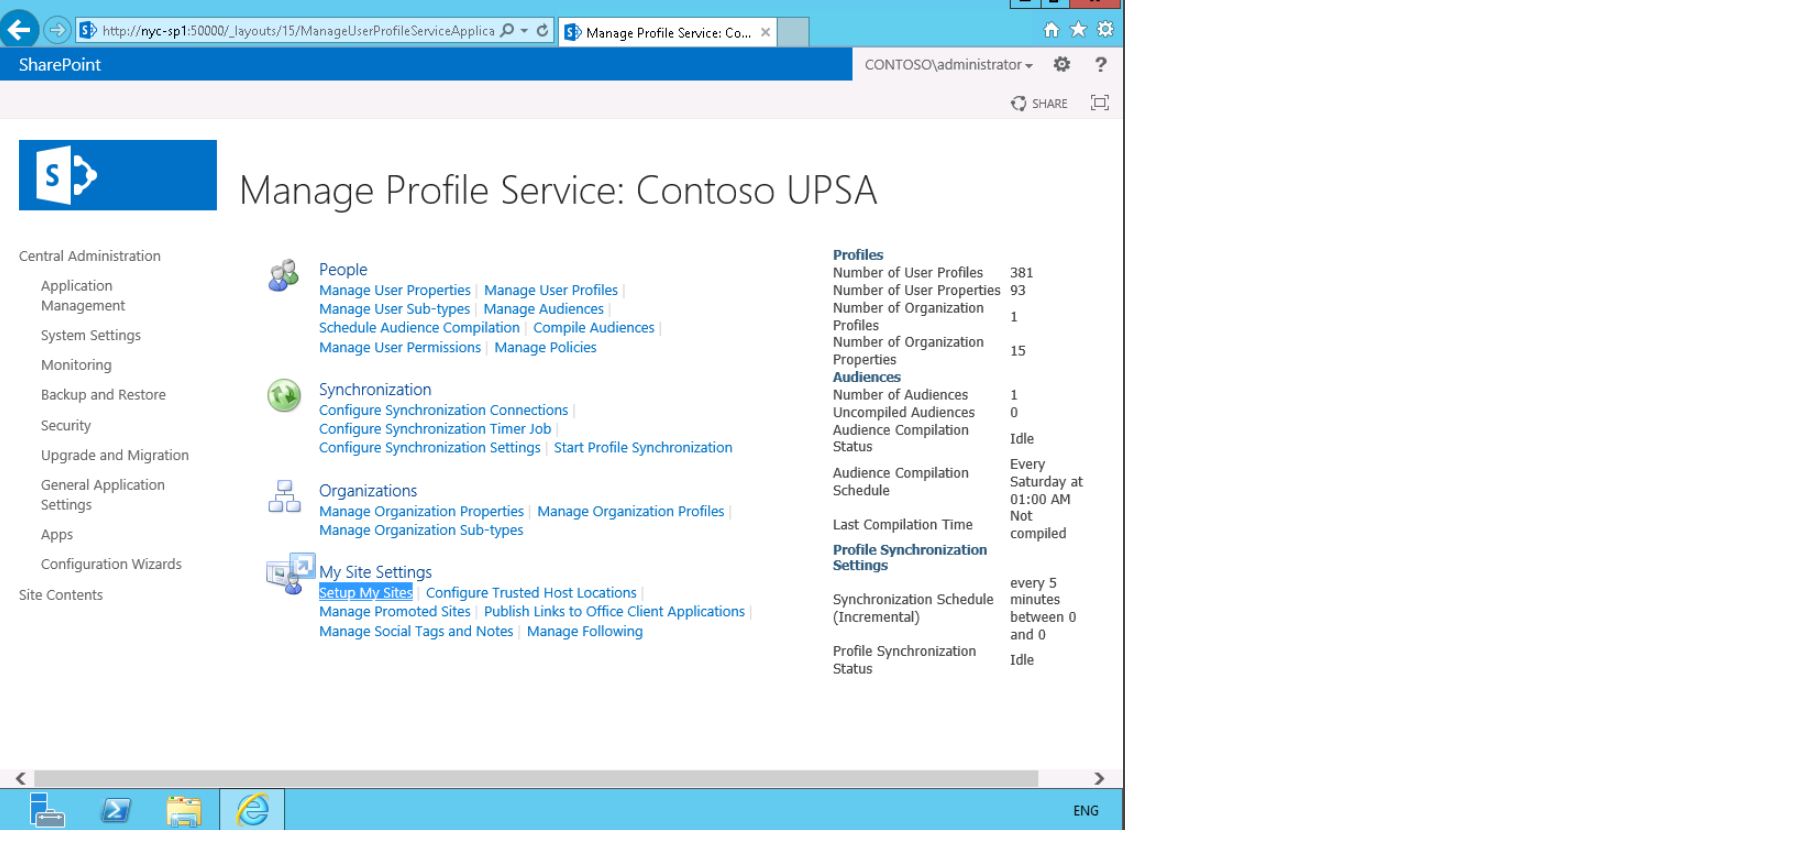 http://nyc-sp1:50000/_layouts/15/ManageUserProfileServiceApplica
Manage Profile Service: Co...
SharePoint
CONTOSO\administrator
?
SHARE
S
Manage Profile Service: Contoso UPSA
Central Administration
Application
Management
System Settings
Monitoring
Backup and Restore
Security
Upgrade and Migration
General Application
Settings
Apps
Configuration Wizards
Site Contents
People
Manage User Properties | Manage User Profiles |
Manage User Sub-types | Manage Audiences |
Schedule Audience Compilation | Compile Audiences |
Manage User Permissions | Manage Policies
Synchronization
Configure Synchronization Connections |
Configure Synchronization Timer Job |
Configure Synchronization Settings | Start Profile Synchronization
Organizations
Manage Organization Properties | Manage Organization Profiles |
Manage Organization Sub-types
My Site Settings
Setup My Sites | Configure Trusted Host Locations |
Manage Promoted Sites | Publish Links to Office Client Applications |
Manage Social Tags and Notes | Manage Following
Profiles
Number of User Profiles 381
Number of User Properties 93
Number of Organization
Profiles 1
Number of Organization
Properties 15
Audiences
Number of Audiences 1
Uncompiled Audiences 0
Audience Compilation
Status Idle
Audience Compilation
Schedule
Every
Saturday at
01:00 AM
Last Compilation Time
Not
compiled
Profile Synchronization
Settings
Synchronization Schedule
(Incremental)
every 5
minutes
between 0
and 0
Profile Synchronization
Status Idle
ENG